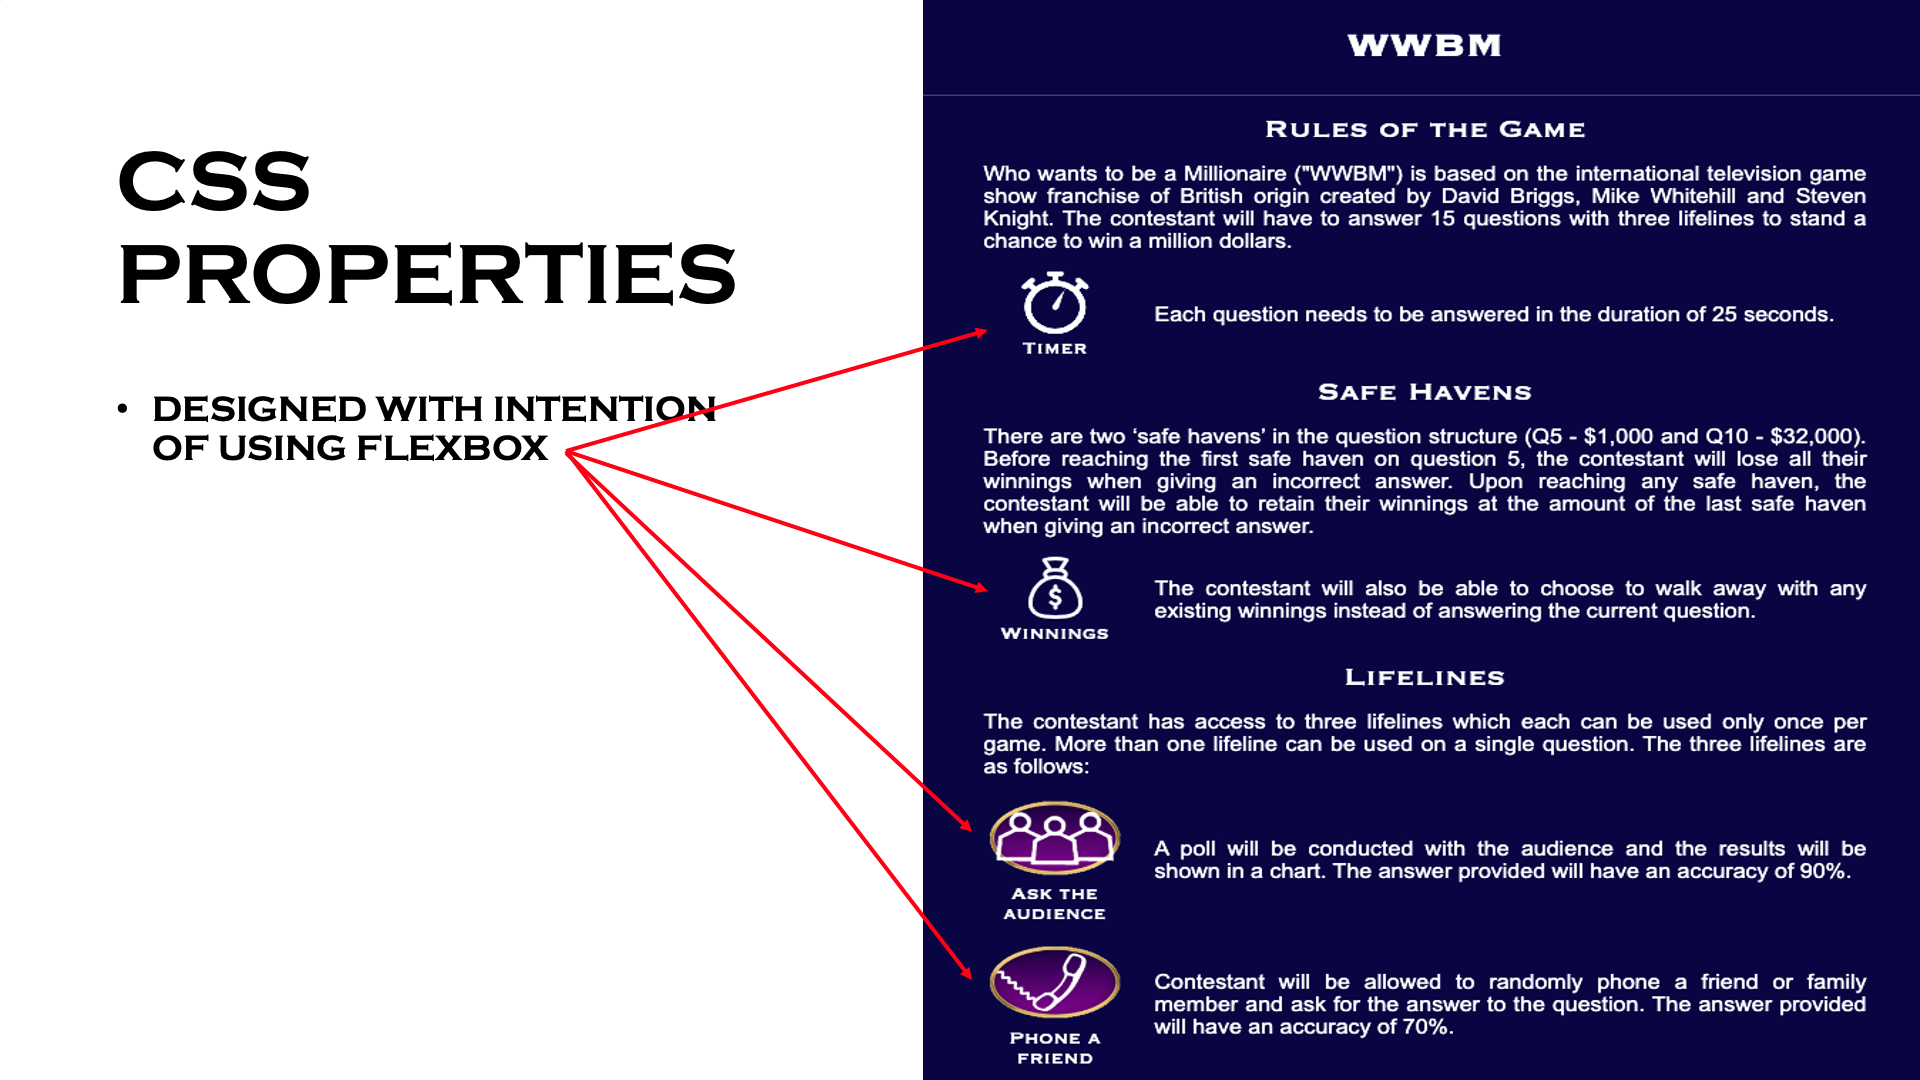 CSS
PROPERTIES
• DESIGNED WITH INTENTION
OF USING FLEXBOX
WWBM
RULES OF THE GAME
Who wants to be a Millionaire ("WWBM") is based on the international television game
show franchise of British origin created by David Briggs, Mike Whitehill and Steven
Knight. The contestant will have to answer 15 questions with three lifelines to stand a
chance to win a million dollars.
TIMER
Each question needs to be answered in the duration of 25 seconds.
SAFE HAVENS
There are two ‘safe havens’ in the question structure (Q5 - $1,000 and Q10 - $32,000).
Before reaching the first safe haven on question 5, the contestant will lose all their
winnings when giving an incorrect answer. Upon reaching any safe haven, the
contestant will be able to retain their winnings at the amount of the last safe haven
when giving an incorrect answer.
$
WINNINGS
The contestant will also be able to choose to walk away with any
existing winnings instead of answering the current question.
LIFELINES
The contestant has access to three lifelines which each can be used only once per
game. More than one lifeline can be used on a single question. The three lifelines are
as follows:
ASK THE
AUDIENCE
A poll will be conducted with the audience and the results will be
shown in a chart. The answer provided will have an accuracy of 90%.
PHONE A
FRIEND
Contestant will be allowed to randomly phone a friend or family
member and ask for the answer to the question. The answer provided
will have an accuracy of 70%.